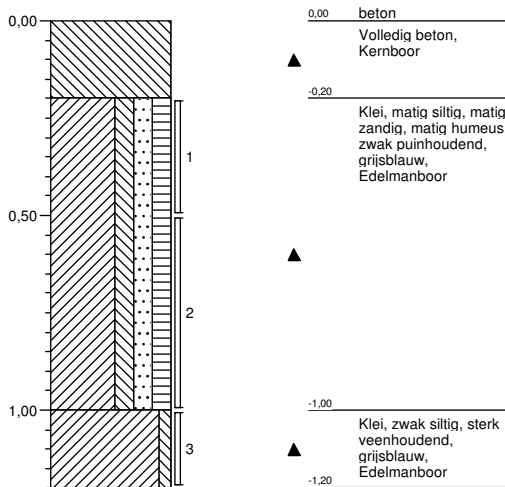 0,00
0,50
1,00
1
2
3
0,00 beton
Volledig beton,
Kernboor
-0,20
Klei, matig siltig, matig
zandig, matig humeus
zwak puinhoudend,
grijsblauw,
Edelmanboor
-1,00
Klei, zwak siltig, sterk
veenhoudend,
grijsblauw,
Edelmanboor
-1,20